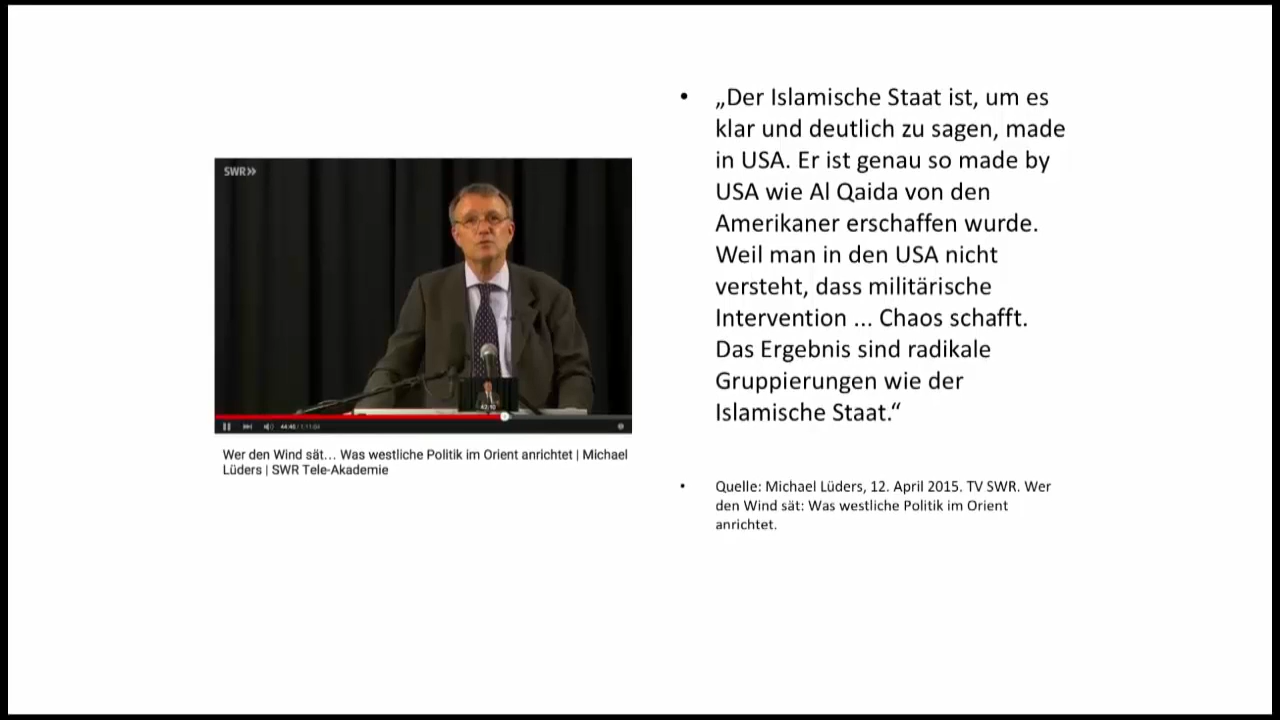 SWR»
44:40 / 1:11:04
Wer den Wind sät... Was westliche Politik im Orient anrichtet | Michael
Lüders | SWR Tele-Akademie
• „Der Islamische Staat ist, um es
klar und deutlich zu sagen, made
in USA. Er ist genau so made by
USA wie Al Qaida von den
Amerikaner erschaffen wurde.
Weil man in den USA nicht
versteht, dass militärische
Intervention ... Chaos schafft.
Das Ergebnis sind radikale
Gruppierungen wie der
Islamische Staat.“
• Quelle: Michael Lüders, 12. April 2015. TV SWR. Wer
den Wind sät: Was westliche Politik im Orient
anrichtet.